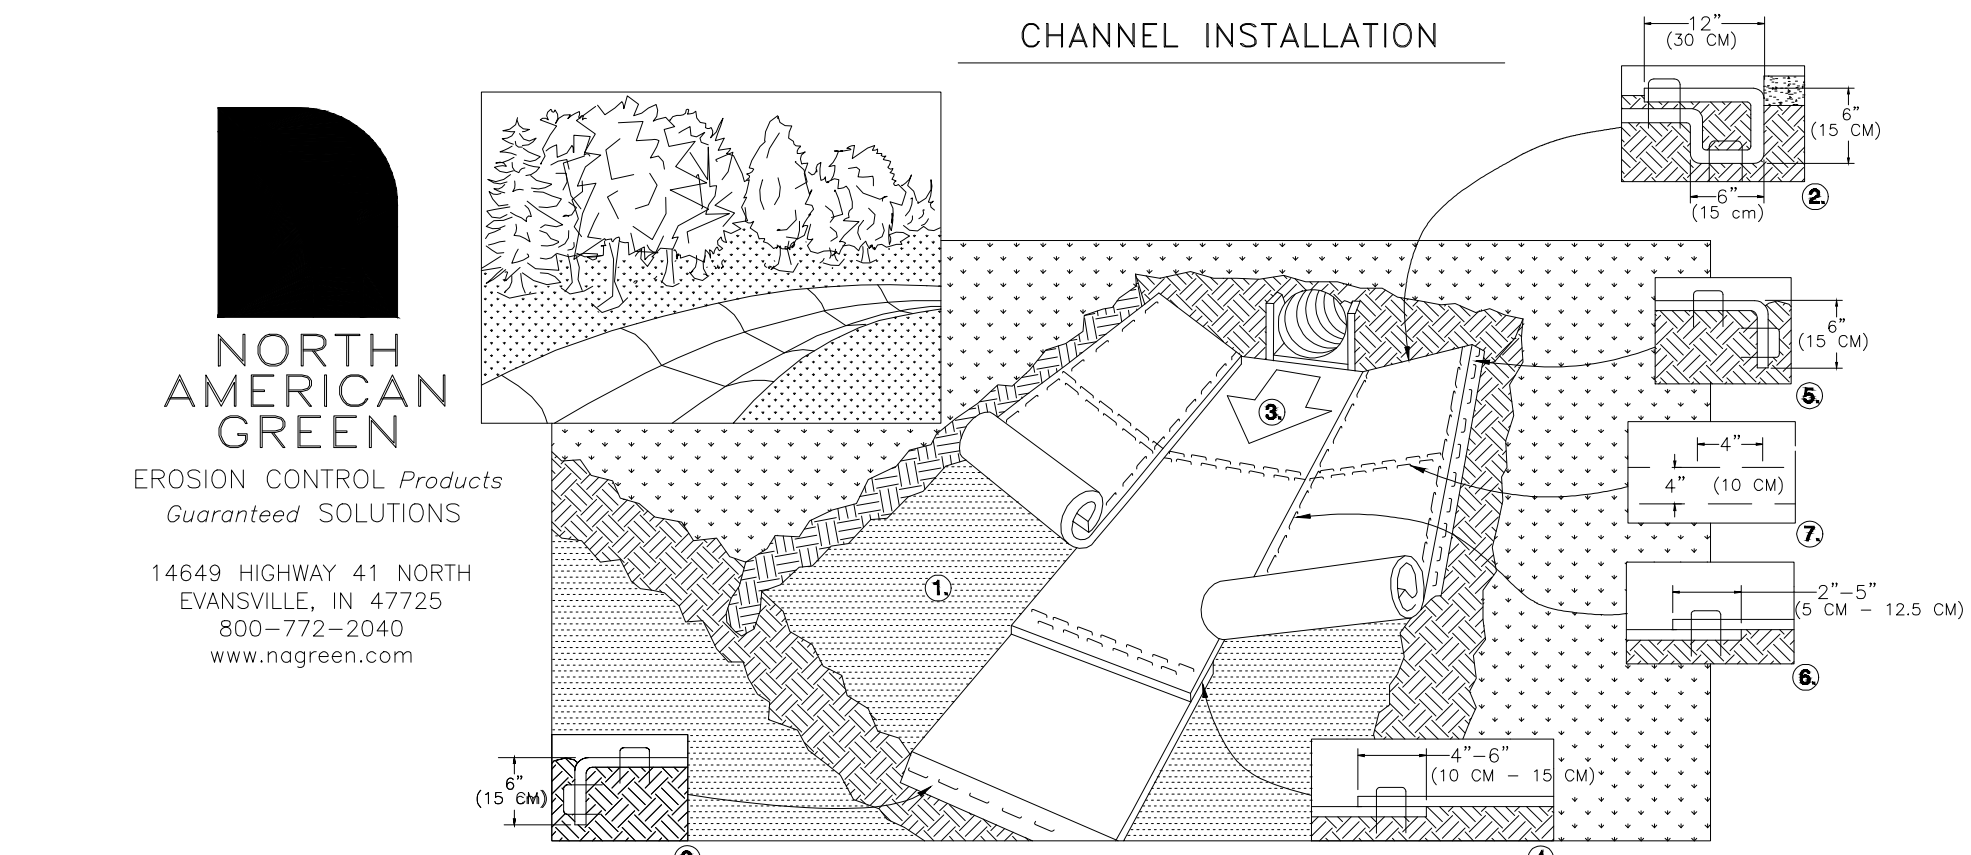 CHANNEL INSTALLATION
NORTH
AMERICAN
GREEN
EROSION CONTROL Products
Guaranteed SOLUTIONS
14649 HIGHWAY 41 NORTH
EVANSVILLE, IN 47725
800-772-2040
www.nagreen.com
12"
(30 CM)
6"
(15 CM)
6"
(15 cm)
2.
6"
(15 CM)
5.
3.
4"
4"
(10 CM)
7.
1.
2"-5"
(5 CM - 12.5 CM)
6.
6"
(15 CM)
4"-6"
(10 CM - 15 CM)